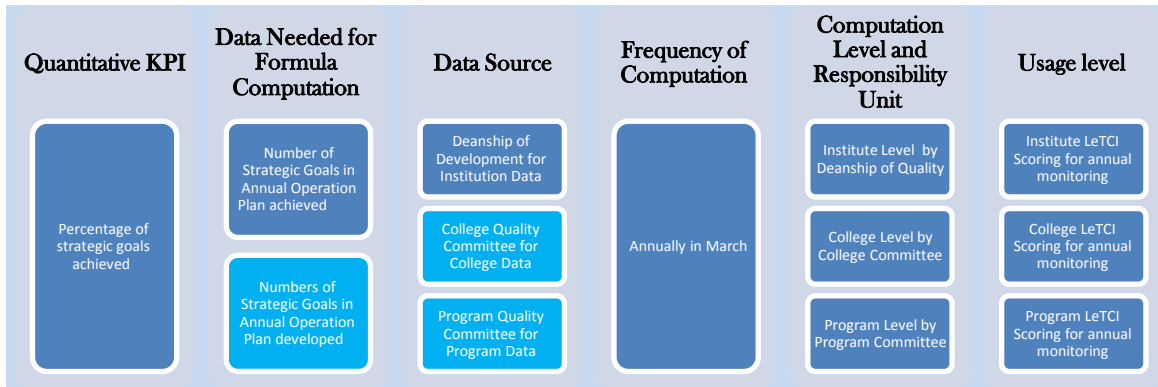 Quantitative KPI
Percentage of
strategic goals
achieved
Data Needed for
Formula
Computation
Number of
Strategic Goals in
Annual Operation
Plan achieved
Numbers of
Strategic Goals in
Annual Operation
Plan developed
Data Source
Deanship of
Development for
Institution Data
College Quality
Committee for
College Data
Program Quality
Committee for
Program Data
Frequency of
Computation
Annually in March
Computation
Level and
Responsibility
Unit
Institute Level by
Deanship of Quality
College Level by
College Committee
Program Level by
Program Committee
Usage level
Institute LeTCI
Scoring for annual
monitoring
College LeTCI
Scoring for annual
monitoring
Program LeTCI
Scoring for annual
monitoring